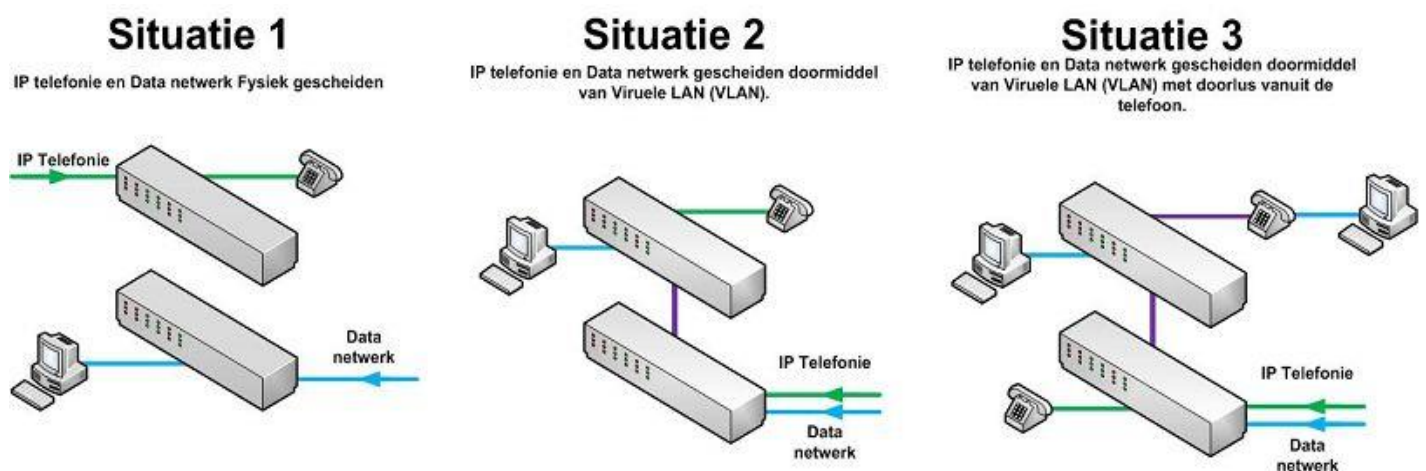 Situatie 1
IP telefonie en Data netwerk Fysiek gescheiden
IP Telefonie
Data
netwerk
Situatie 2
IP telefonie en Data netwerk gescheiden doormiddel
van Viruele LAN (VLAN).
IP Telefonie
Data
netwerk
Situatie 3
IP telefonie en Data netwerk gescheiden doormiddel
van Viruele LAN (VLAN) met doorlus vanuit de
telefoon.
IP Telefonie
Data
netwerk